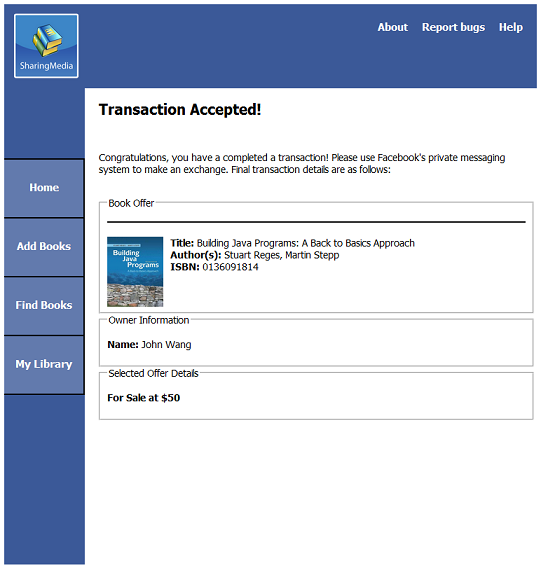 SharingMedia
About Report bugs Help
Transaction Accepted!
Congratulations, you have a completed a transaction! Please use Facebook's private messaging
system to make an exchange. Final transaction details are as follows:
Home
Add Books
Find Books
My Library
Book Offer
Building
Java
Programs
Title: Building Java Programs: A Back to Basics Approach
Author(s): Stuart Reges, Martin Stepp
ISBN: 0136091814
Owner Information
Name: John Wang
Selected Offer Details
For Sale at $50